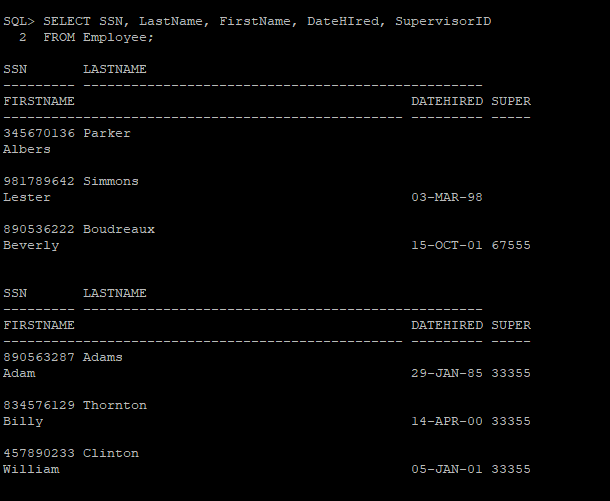 SQL> SELECT SSN, LastName, FirstName, DateHIred, SupervisorID
  2  FROM Employee;
SSN       LASTNAME
--------- --------------------------------------------------
FIRSTNAME                                          DATEHIRED SUPER
-------------------------------------------------- --------- -----
345670136 Parker
Albers
981789642 Simmons
Lester                                             03-MAR-98
890536222 Boudreaux
Beverly                                            15-OCT-01 67555
SSN       LASTNAME
--------- --------------------------------------------------
FIRSTNAME                                          DATEHIRED SUPER
-------------------------------------------------- --------- -----
890563287 Adams
Adam                                               29-JAN-85 33355
834576129 Thornton
Billy                                              14-APR-00 33355
457890233 Clinton
William                                            05-JAN-01 33355